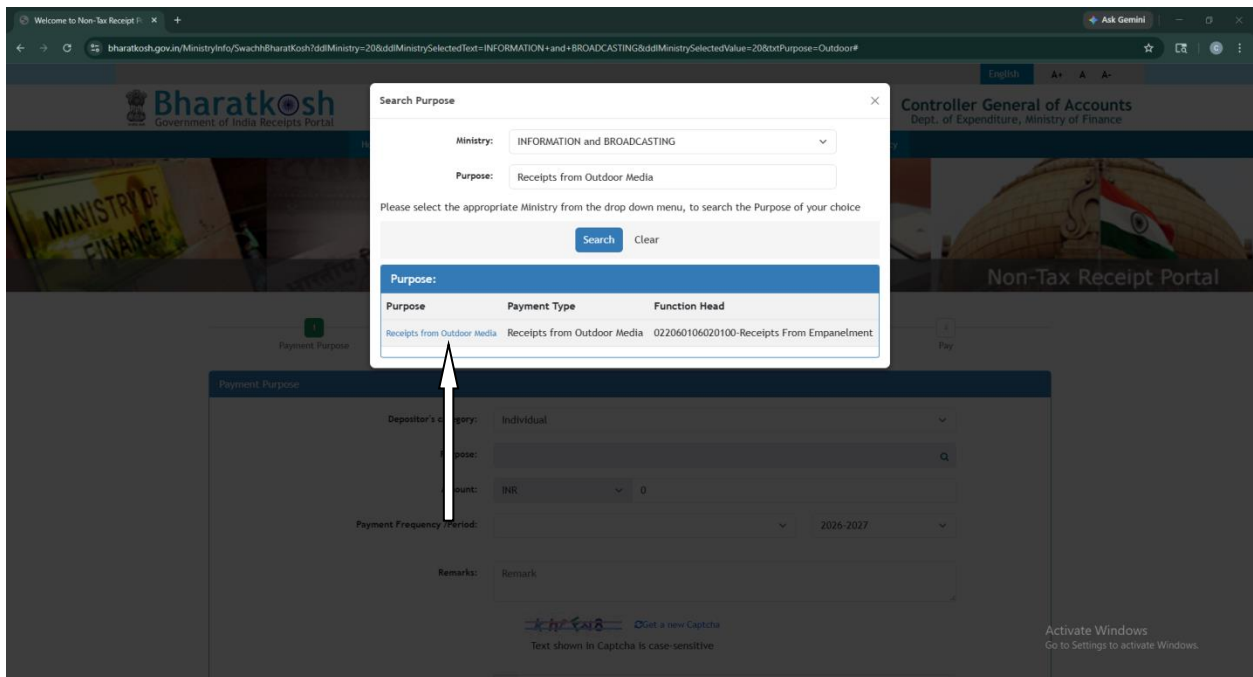 Welcome to Non-Tax Receipt P
Ask Gemini
bharatkosh.gov.in/MinistryInfo/SwachhBharatKosh?ddlMinistry=20&ddlMinistrySelectedText=INFORMATION+and+BROADCASTING&ddlMinistrySelectedValue=20&txtPurpose=Outdoor#
English A+ A A-
Bharatkosh
Government of India Receipts Portal
Controller General of Accounts
Dept. of Expenditure, Ministry of Finance
MINISTRY OF
FINANCE
Non-Tax Receipt Portal
Search Purpose
Ministry: INFORMATION and BROADCASTING
Purpose: Receipts from Outdoor Media
Please select the appropriate Ministry from the drop down menu, to search the Purpose of your choice
Search Clear
Purpose:
Purpose Payment Type Function Head
Receipts from Outdoor Media Receipts from Outdoor Media 022060106020100-Receipts From Empanelment
1
Payment Purpose
Pay
Payment Purpose
Depositor's category: Individual
Purpose:
Amount: INR 0
Payment Frequency /Period: 2026-2027
Remarks: Remark
Get a new Captcha
Text shown in Captcha is case-sensitive
Activate Windows
Go to Settings to activate Windows.